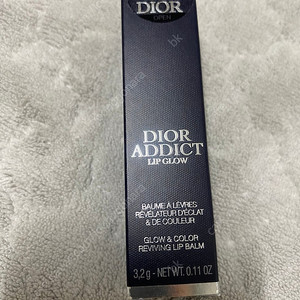 DIOR
OPEN
DIOR
ADDICT
LIP GLOW
BAUME À LÈVRES
RÉVÉLATEUR D'ÉCLAT
& DE COULEUR
GLOW & COLOR
REVIVING LIP BALM
3,2 g - NET WT. 0.11 OZ